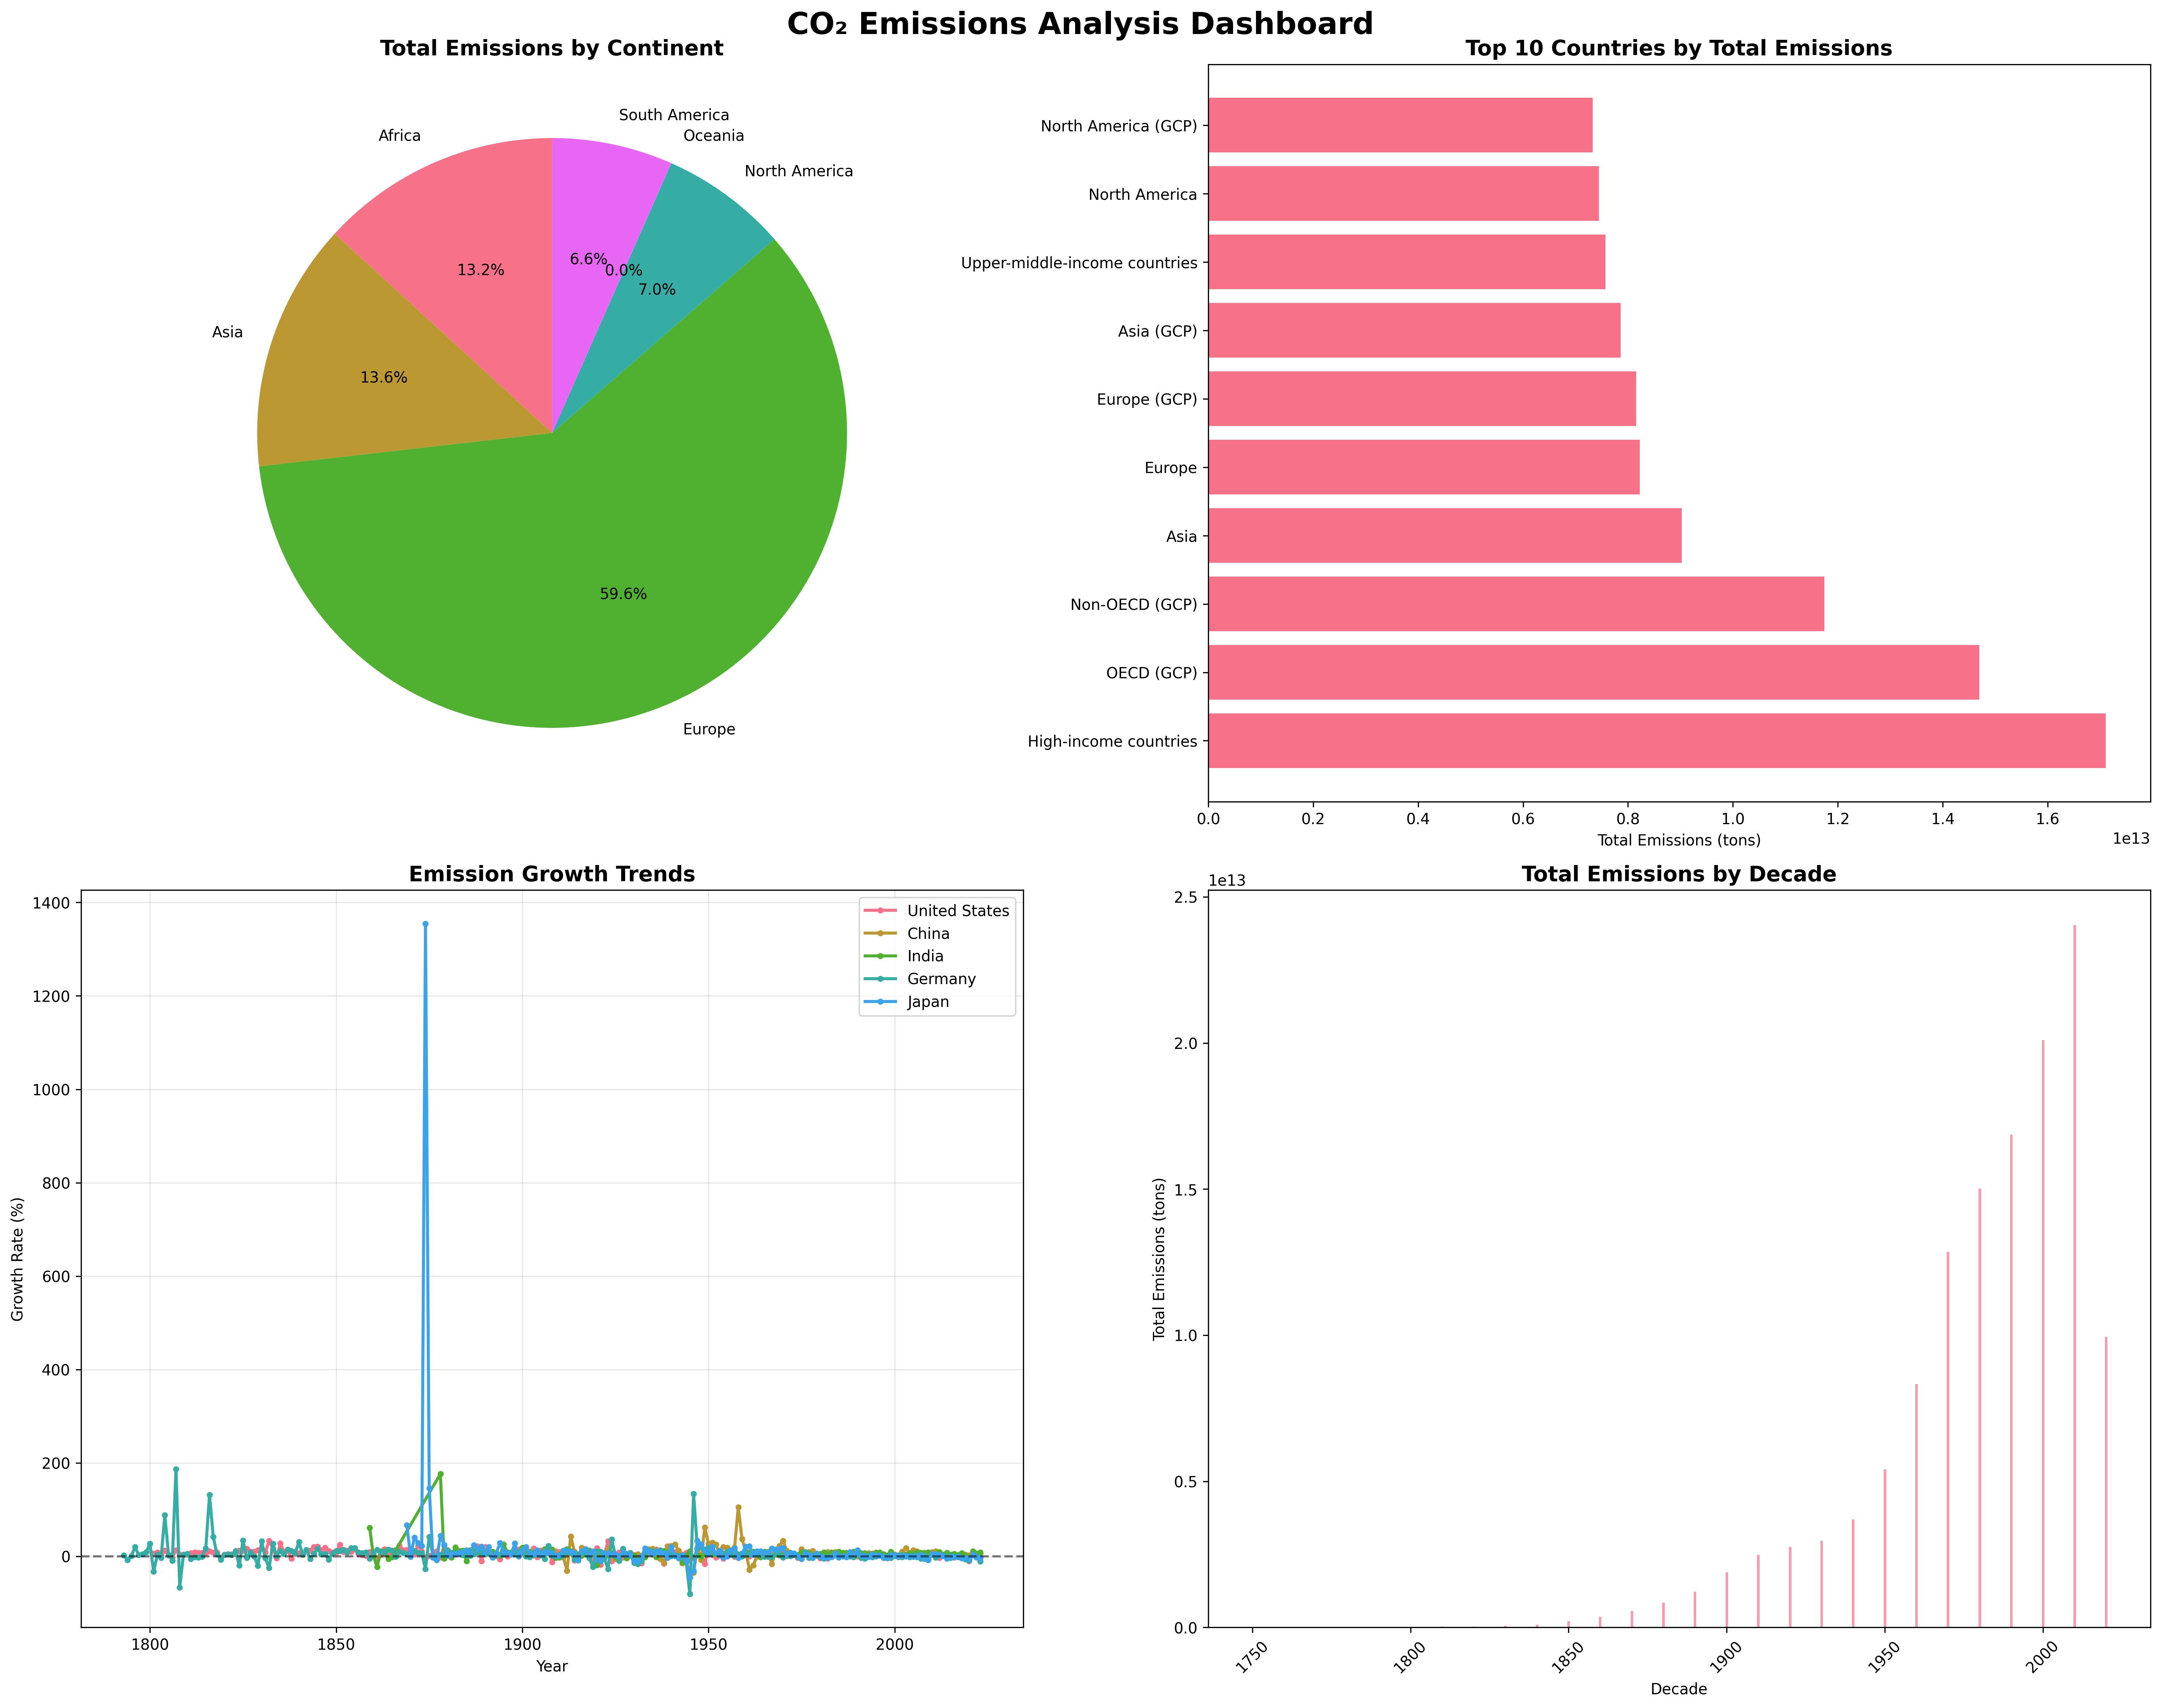 CO₂ Emissions Analysis Dashboard
Total Emissions by Continent
South America
Africa
Oceania
North America
6.6%
13.2%
0.0%
7.0%
Asia
13.6%
59.6%
Europe
Top 10 Countries by Total Emissions
North America (GCP)
North America
Upper-middle-income countries
Asia (GCP)
Europe (GCP)
Europe
Asia
Non-OECD (GCP)
OECD (GCP)
High-income countries
0.0 0.2 0.4 0.6 0.8 1.0 1.2 1.4 1.6
1e13
Total Emissions (tons)
Emission Growth Trends
1400
1200
1000
800
600
400
200
0
Growth Rate (%)
United States
China
India
Germany
Japan
1800 1850 1900 1950 2000
Year
Total Emissions by Decade
1e13
2.5
2.0
1.5
1.0
0.5
0.0
Total Emissions (tons)
1750 1800 1850 1900 1950 2000
Decade